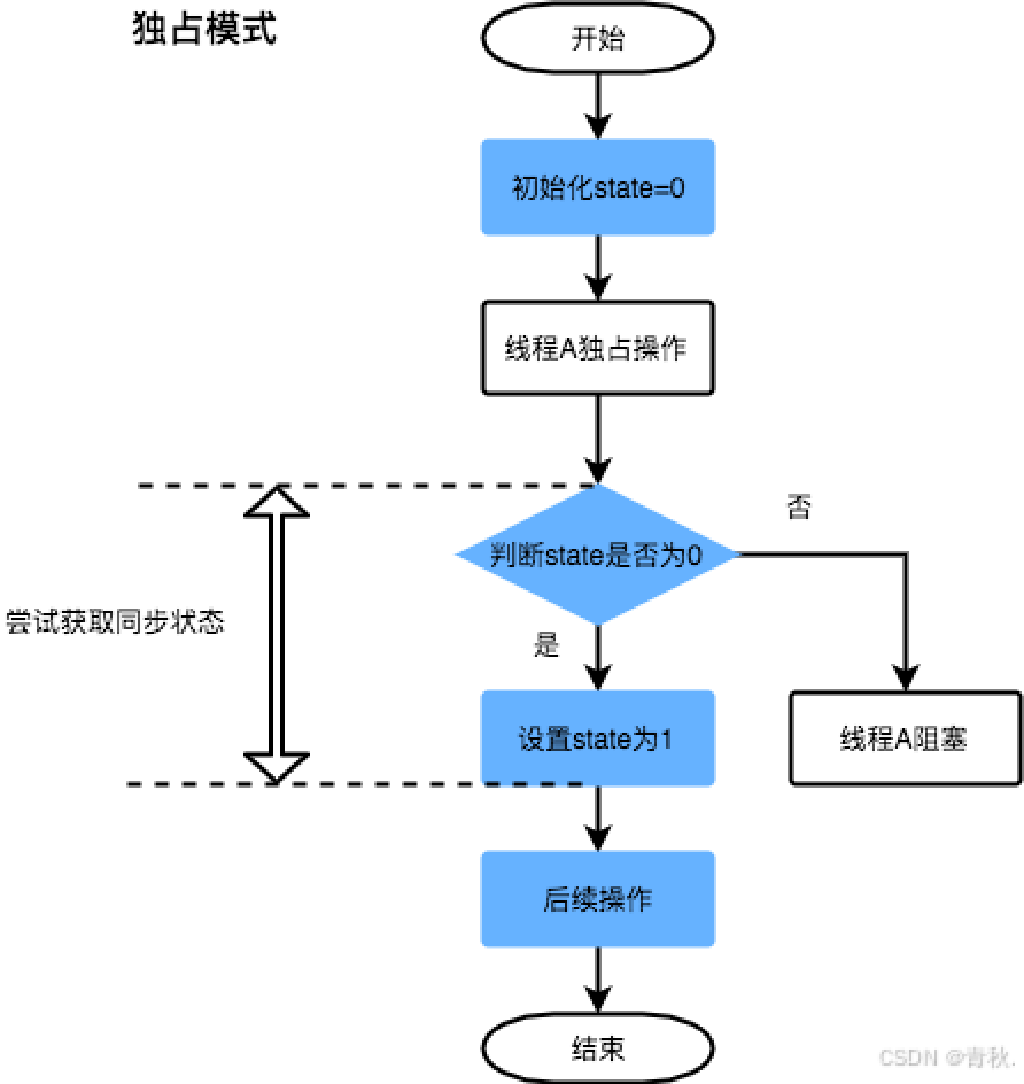 独占模式
开始
初始化state=0
线程A独占操作
判断state是否为0
否
尝试获取同步状态
是
设置state为1
线程A阻塞
后续操作
结束
CSDN @青秋.